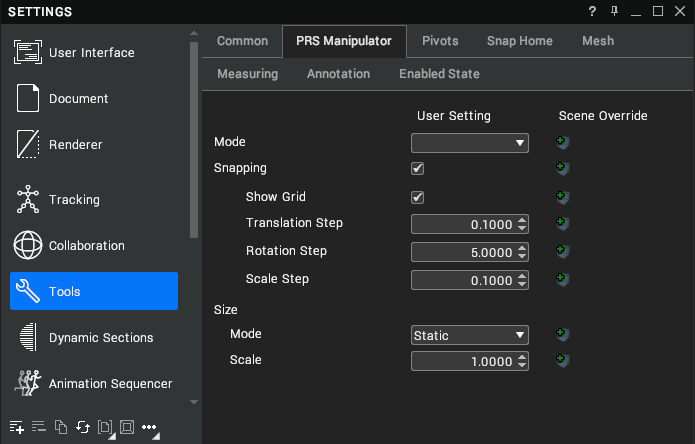 SETTINGS
?
User Interface
Document
Renderer
Tracking
Collaboration
Tools
Dynamic Sections
Animation Sequencer
Common PRS Manipulator Pivots Snap Home Mesh
Measuring Annotation Enabled State
User Setting Scene Override
Mode
Snapping
Show Grid
Translation Step 0.1000
Rotation Step 5.0000
Scale Step 0.1000
Size
Mode Static
Scale 1.0000